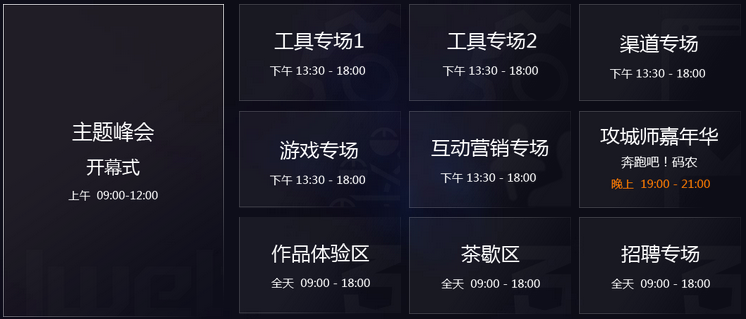 主题峰会
开幕式
上午 09:00-12:00
工具专场1
下午 13:30 - 18:00
工具专场2
下午 13:30 - 18:00
渠道专场
下午 13:30 - 18:00
游戏专场
下午 13:30 - 18:00
互动营销专场
下午 13:30 - 18:00
攻城师嘉年华
奔跑吧！码农
晚上 19:00 - 21:00
作品体验区
全天 09:00 - 18:00
茶歇区
全天 09:00 - 18:00
招聘专场
全天 09:00 - 18:00